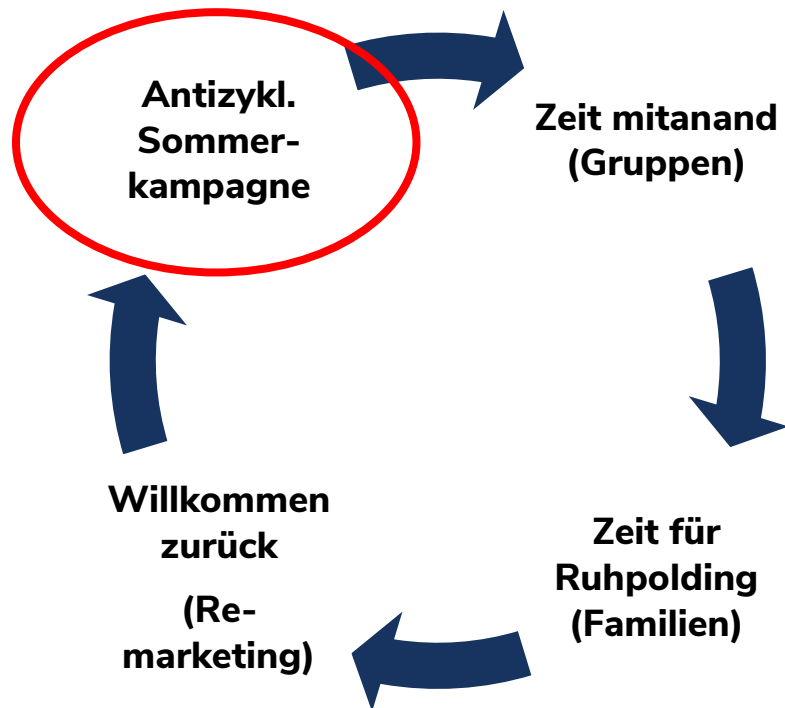 Antizykl.
Sommer-
kampagne
Zeit mitanand
(Gruppen)
Zeit für
Ruhpolding
(Familien)
Willkommen
zurück
(Re-
marketing)